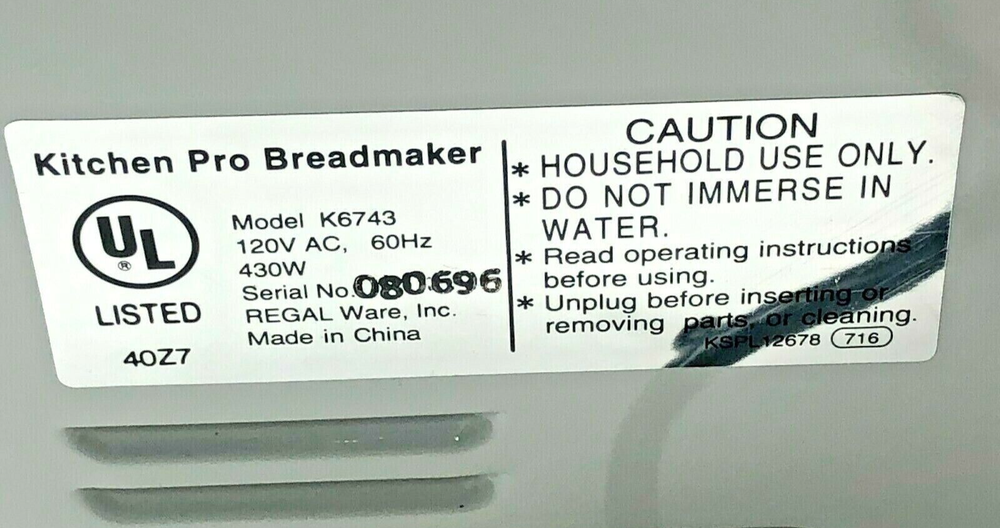 Kitchen Pro Breadmaker
UL
®
LISTED
40Z7
Model K6743
120V AC, 60Hz
430W
Serial No. 080696
REGAL Ware, Inc.
Made in China
CAUTION
* HOUSEHOLD USE ONLY.
* DO NOT IMMERSE IN
WATER.
* Read operating instructions
before using.
* Unplug before inserting or
removing parts, or cleaning.
KSPL12678 716